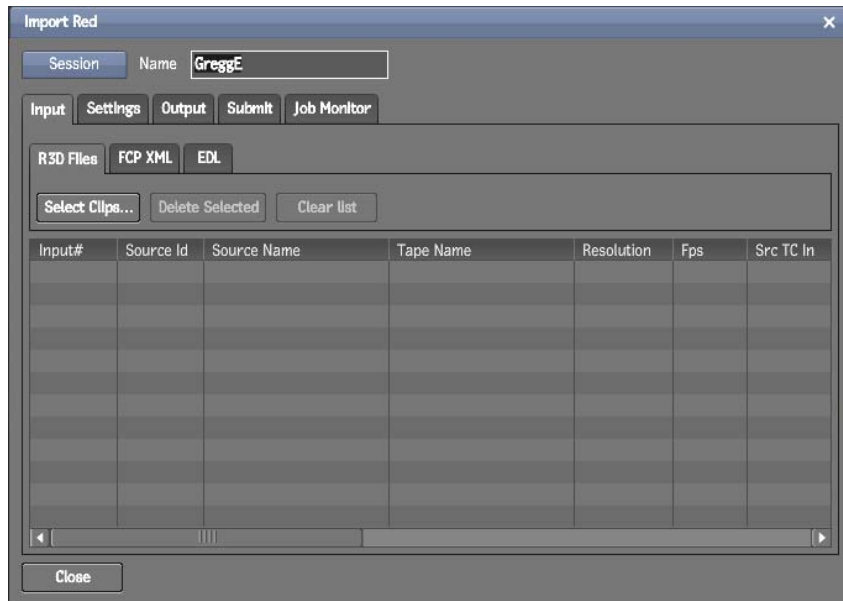 Import Red
Session Name GreggE
Input Settings Output Submit Job Monitor
R3D Files FCP XML EDL
Select Clips... Delete Selected Clear list
Input# Source Id Source Name Tape Name Resolution Fps Src TC In
Close